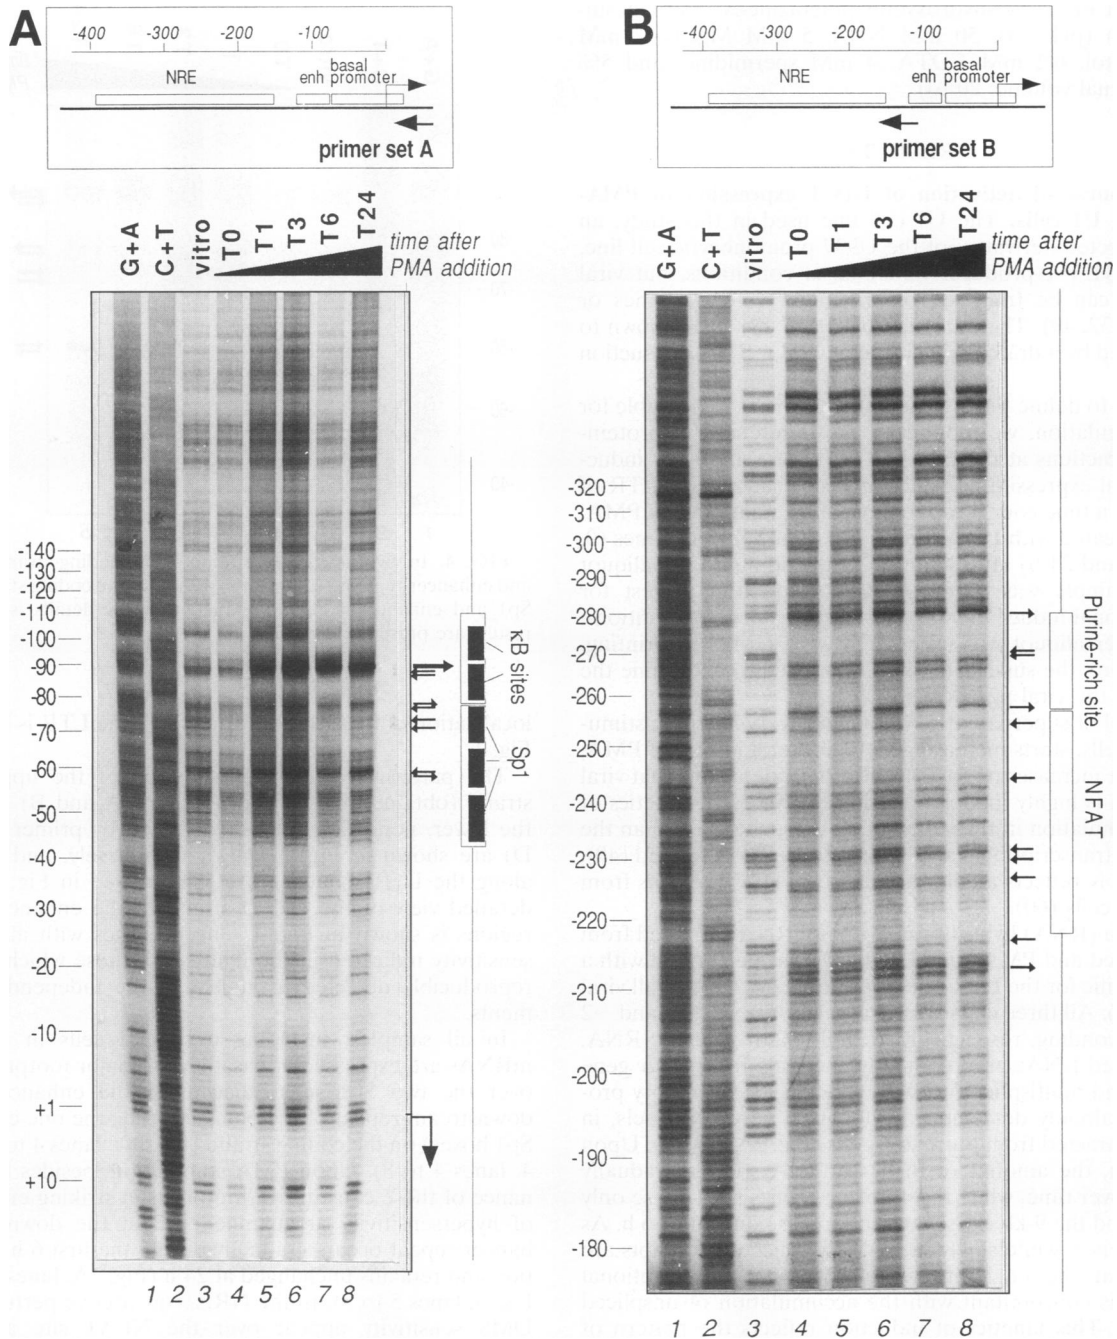 A
-400 -300 -200 -100
NRE
enh
basal promoter
primer set A
G+A
C+T
vitro
T0
T1
T3
T6
T24
time after
PMA addition
-140
-130
-120
-110
-100
-90
-80
-70
-60
-50
-40
-30
-20
-10
+1
+10
κB sites
Sp1
1 2 3 4 5 6 7 8
B
-400 -300 -200 -100
NRE
enh
basal promoter
primer set B
G+A
C+T
vitro
T0
T1
T3
T6
T24
time after
PMA addition
-320
-310
-300
-290
-280
-270
-260
-250
-240
-230
-220
-210
-200
-190
-180
Purine-rich site
NFAT
1 2 3 4 5 6 7 8